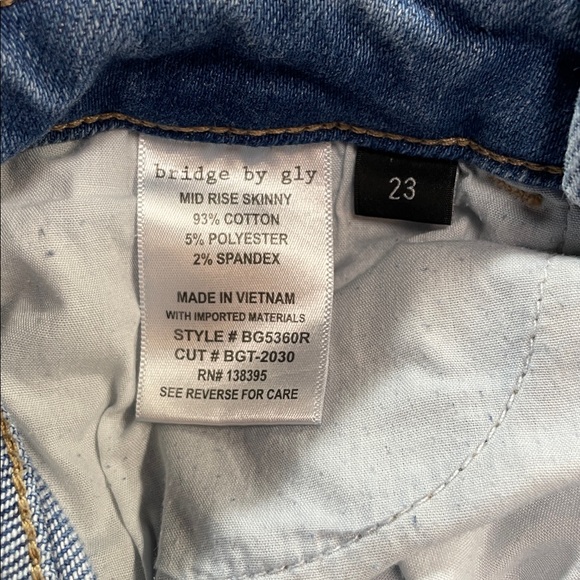 bridge by gly
MID RISE SKINNY
93% COTTON
5% POLYESTER
2% SPANDEX
MADE IN VIETNAM
WITH IMPORTED MATERIALS
STYLE # BG5360R
CUT # BGT-2030
RN# 138395
SEE REVERSE FOR CARE
23